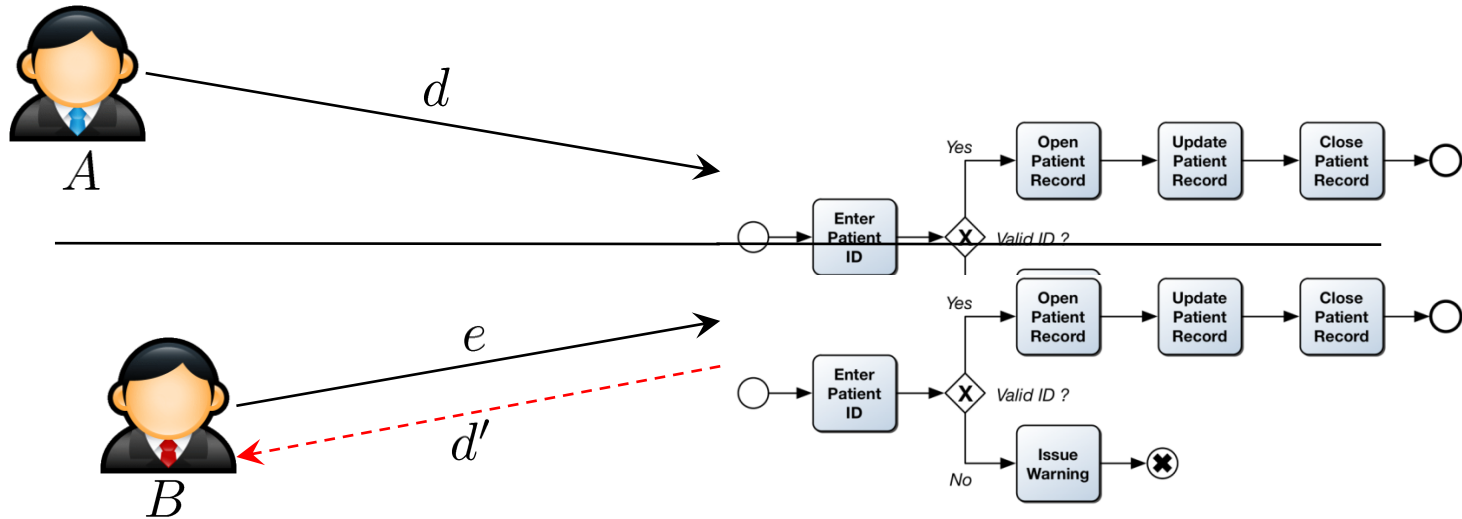 d
A
Yes
Open
Patient
Record
Update
Patient
Record
Close
Patient
Record
Enter
Patient
ID
X
Valid ID ?
e
d′
B
Yes
Open
Patient
Record
Update
Patient
Record
Close
Patient
Record
Enter
Patient
ID
X
Valid ID ?
No
Issue
Warning